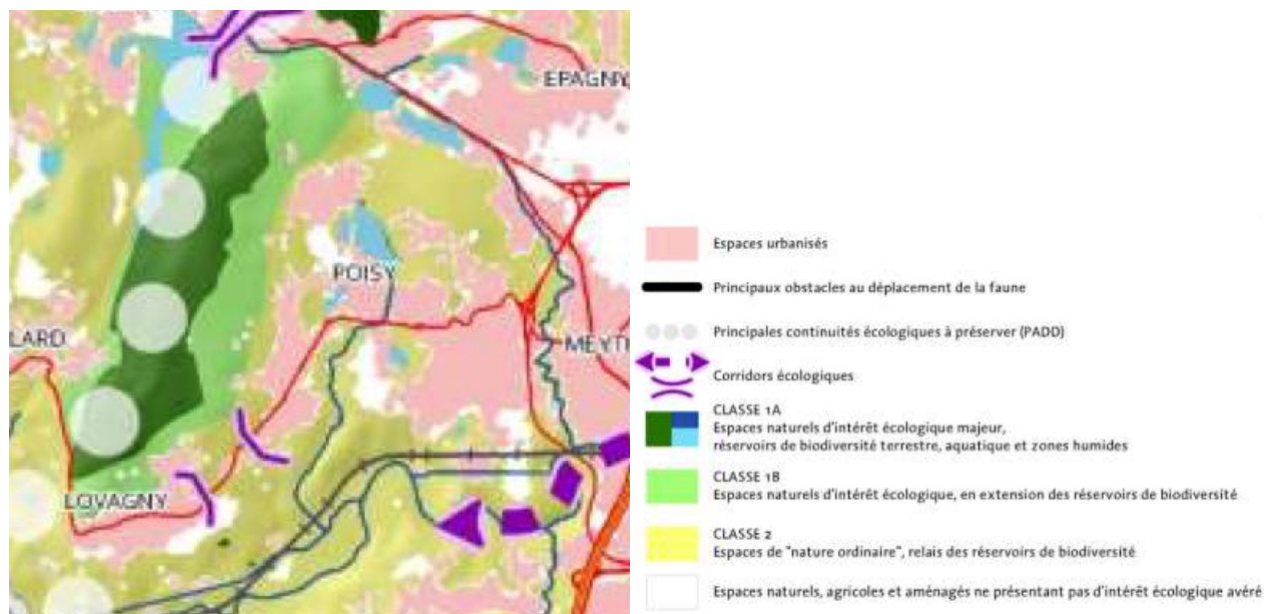 EPAGNY
POISY
LARD
MEYT
LOVAGNY
Espaces urbanisés
Principaux obstacles au déplacement de la faune
Principales continuités écologiques à préserver (PADD)
Corridors écologiques
CLASSE 1A
Espaces naturels d'intérêt écologique majeur,
réservoirs de biodiversité terrestre, aquatique et zones humides
CLASSE 1B
Espaces naturels d'intérêt écologique, en extension des réservoirs de biodiversité
CLASSE 2
Espaces de "nature ordinaire", relais des réservoirs de biodiversité
Espaces naturels, agricoles et aménagés ne présentant pas d'intérêt écologique avéré